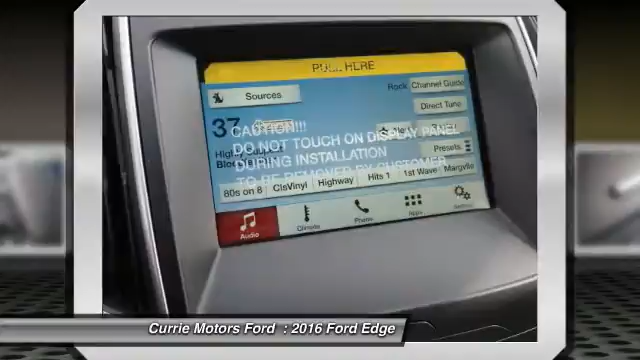 PULL HERE
Sources
Rock
Channel Guide
Direct Tune
37
CAUTION!!!
DO NOT TOUCH ON DISPLAY PANEL
DURING INSTALLATION
TO BE REMOVED BY CUSTOMER
Presets
80s on 8 ClsVinyl Highway Hits 1 1st Wave Margvlle
Audio Climate Phone Apps Settings
Currie Motors Ford : 2016 Ford Edge